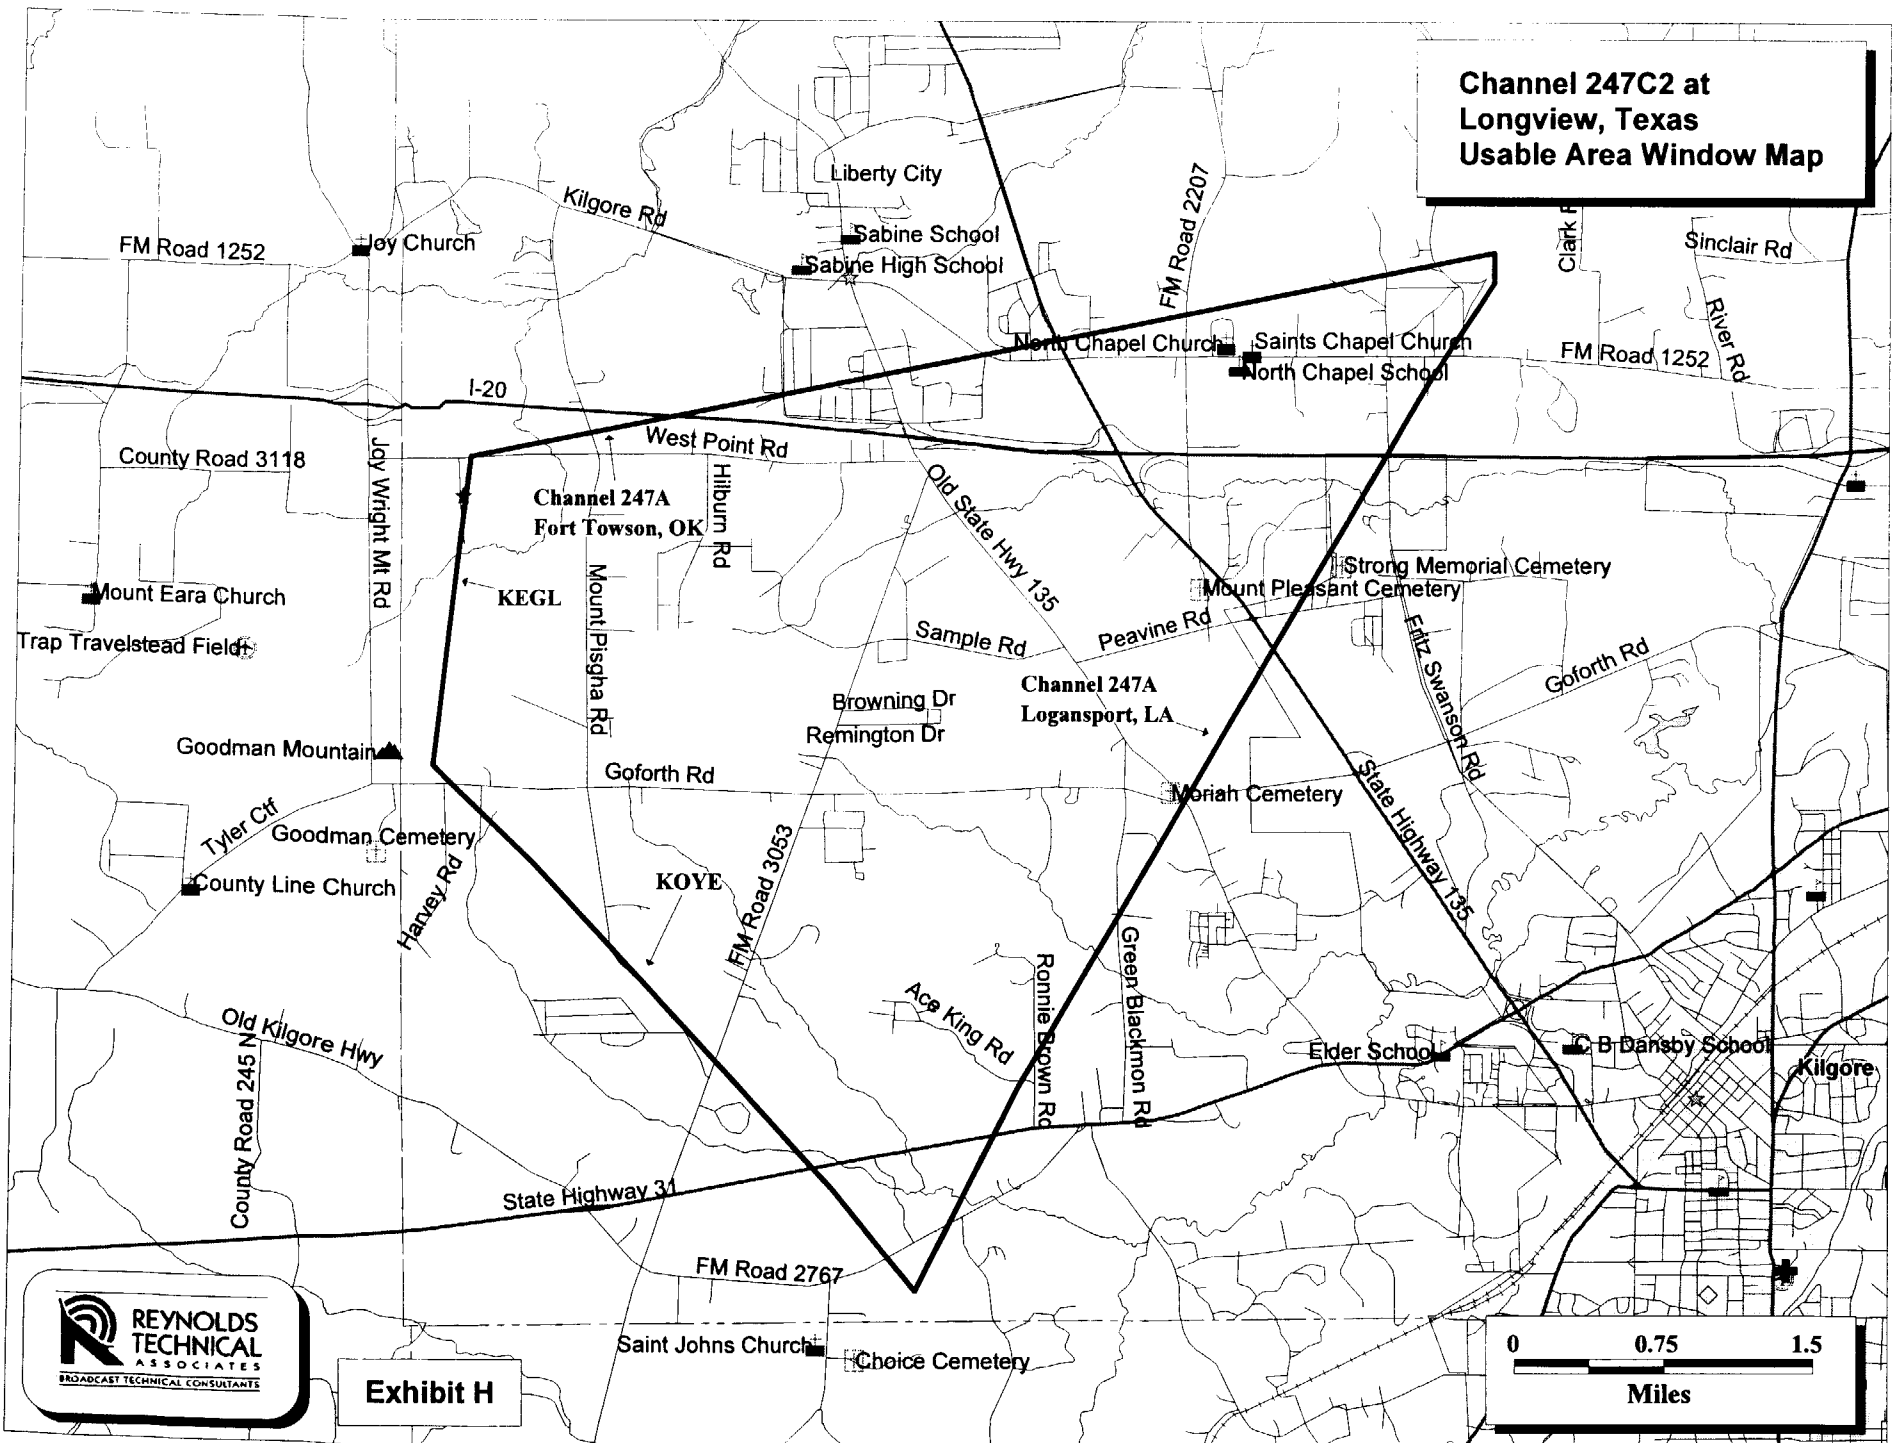 Channel 247C2 at
Longview, Texas
Usable Area Window Map
Liberty City
Kilgore Rd
FM Road 2207
Clark
Sinclair Rd
FM Road 1252
Joy Church
Sabine School
Sabine High School
River Rd
North Chapel Church
Saints Chapel Church
FM Road 1252
North Chapel School
I-20
West Point Rd
County Road 3118
Joy Wright Mt Rd
Hilburn Rd
Old State Hwy 135
Channel 247A
Fort Towson, OK
Strong Memorial Cemetery
Mount Pleasant Cemetery
Mount Eara Church
KEGL
Mount Pisgha Rd
Trap Travelstead Field
Sample Rd
Peavine Rd
Fritz Swanson Rd
Goforth Rd
Channel 247A
Logansport, LA
Browning Dr
Remington Dr
Goodman Mountain
Goforth Rd
Moriah Cemetery
State Highway 135
Tyler Ctf
Goodman Cemetery
County Line Church
Harvey Rd
KOYE
FM Road 3053
Ace King Rd
Ronnie Brown Rd
Green Blackmon Rd
Old Kilgore Hwy
County Road 245 N
Elder School
C B Dansby School
Kilgore
State Highway 31
FM Road 2767
Saint Johns Church
Choice Cemetery
REYNOLDS
TECHNICAL
ASSOCIATES
BROADCAST TECHNICAL CONSULTANTS
Exhibit H
0 0.75 1.5
Miles